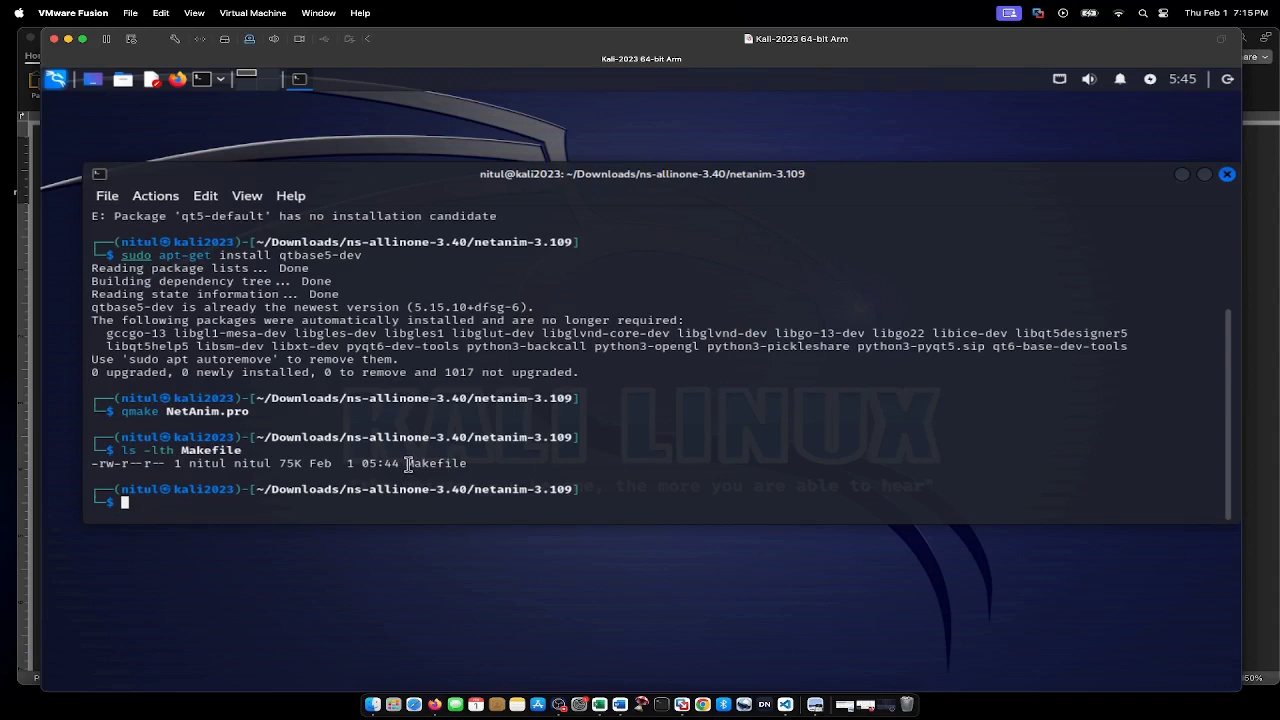 VMware Fusion File Edit View Virtual Machine Window Help Thu Feb 1 7:15PM
Kali-2023 64-bit Arm
Kali-2023 64-bit Arm
5:45
nitul@kali2023: ~/Downloads/ns-allinone-3.40/netanim-3.109
File Actions Edit View Help
E: Package 'qt5-default' has no installation candidate
┌──(nitul㉿kali2023)-[~/Downloads/ns-allinone-3.40/netanim-3.109]
└─$ sudo apt-get install qtbase5-dev
Reading package lists... Done
Building dependency tree... Done
Reading state information... Done
qtbase5-dev is already the newest version (5.15.10+dfsg-6).
The following packages were automatically installed and are no longer required:
gccgo-13 libgl1-mesa-dev libgles-dev libgles1 libglut-dev libglvnd-core-dev libglvnd-dev libgo-13-dev libgo22 libice-dev libqt5designer5
libqt5help5 libsm-dev libxt-dev pyqt6-dev-tools python3-backcall python3-opengl python3-pickleshare python3-pyqt5.sip qt6-base-dev-tools
Use 'sudo apt autoremove' to remove them.
0 upgraded, 0 newly installed, 0 to remove and 1017 not upgraded.
┌──(nitul㉿kali2023)-[~/Downloads/ns-allinone-3.40/netanim-3.109]
└─$ qmake NetAnim.pro
┌──(nitul㉿kali2023)-[~/Downloads/ns-allinone-3.40/netanim-3.109]
└─$ ls -lth Makefile
-rw-r--r-- 1 nitul nitul 75K Feb 1 05:44 Makefile
┌──(nitul㉿kali2023)-[~/Downloads/ns-allinone-3.40/netanim-3.109]
└─$
KALI LINUX
the more you are able to hear"